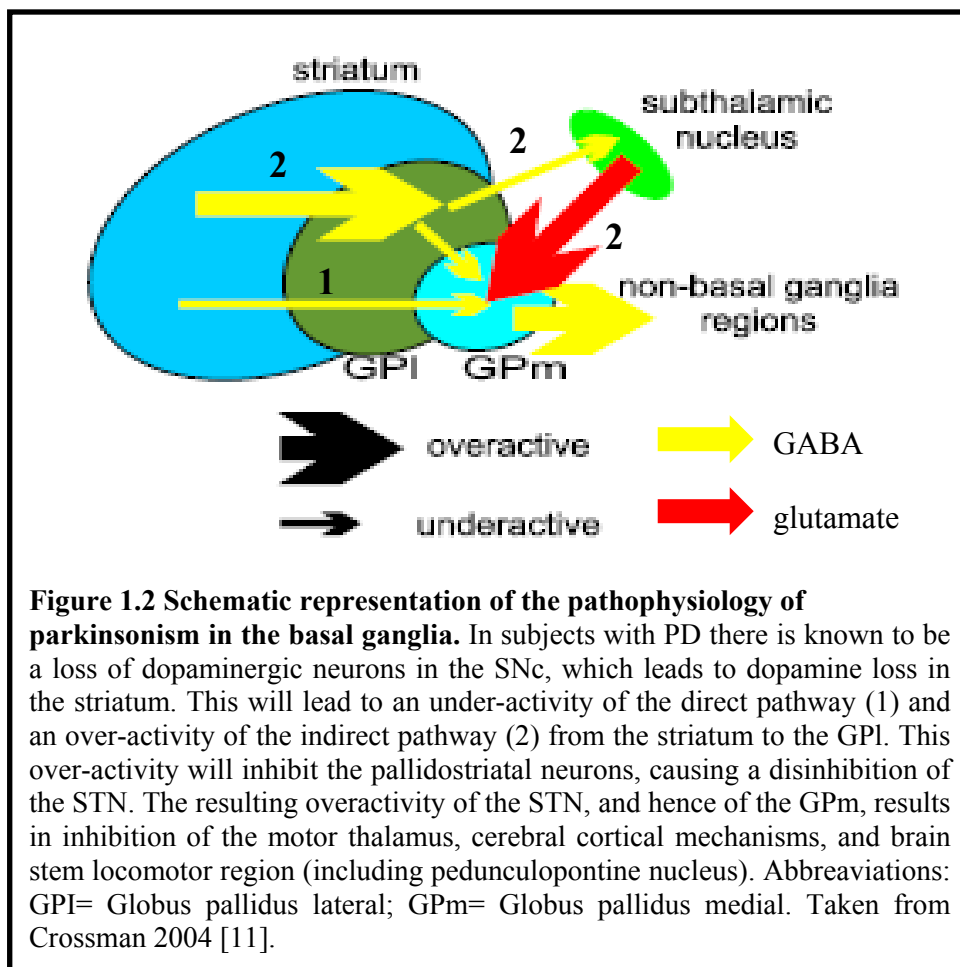 striatum
subthalamic
nucleus
2
2
2
1
non-basal ganglia
regions
GPl
GPm
overactive
GABA
underactive
glutamate
Figure 1.2 Schematic representation of the pathophysiology of
parkinsonism in the basal ganglia. In subjects with PD there is known to be
a loss of dopaminergic neurons in the SNc, which leads to dopamine loss in
the striatum. This will lead to an under-activity of the direct pathway (1) and
an over-activity of the indirect pathway (2) from the striatum to the GPl. This
over-activity will inhibit the pallidostriatal neurons, causing a disinhibition of
the STN. The resulting overactivity of the STN, and hence of the GPm, results
in inhibition of the motor thalamus, cerebral cortical mechanisms, and brain
stem locomotor region (including pedunculopontine nucleus). Abbreaviations:
GPI= Globus pallidus lateral; GPm= Globus pallidus medial. Taken from
Crossman 2004 [11].